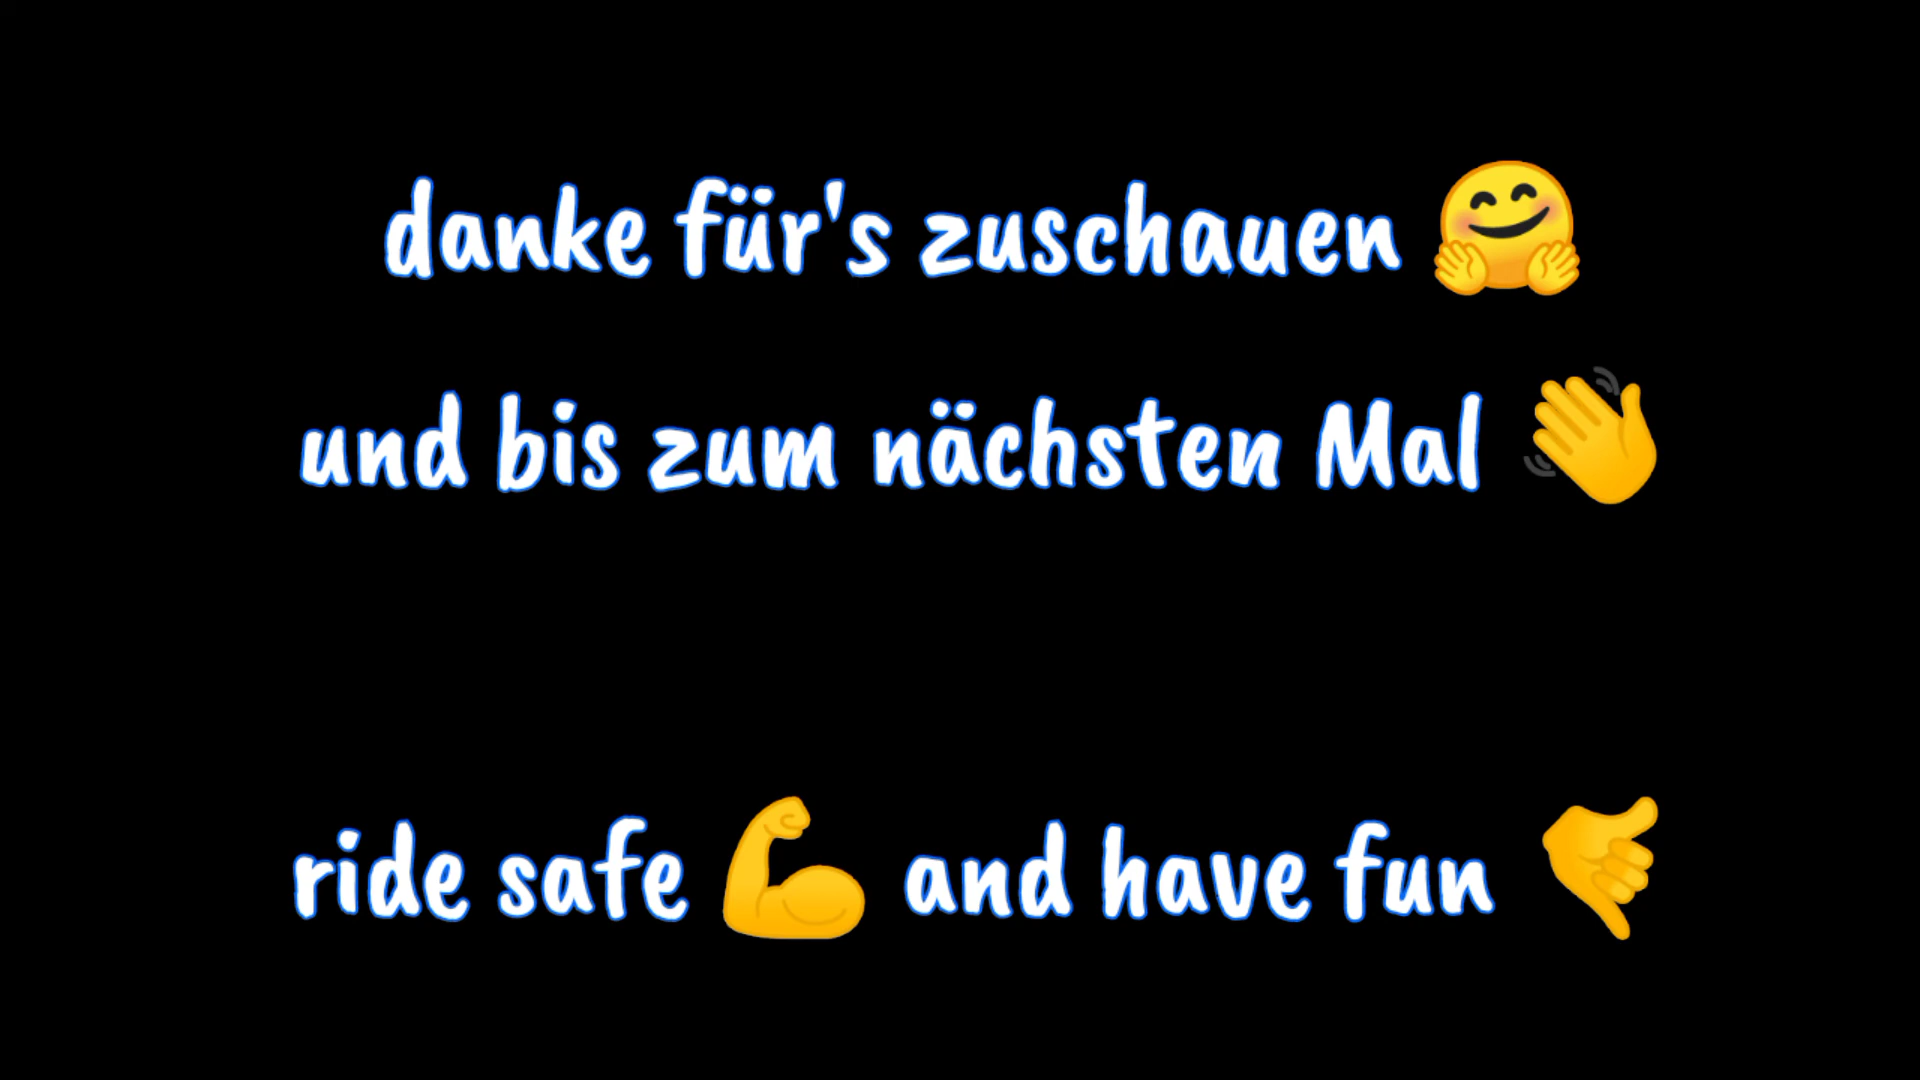 danke für's zuschauen 🤗
und bis zum nächsten Mal 👋
ride safe 💪 and have fun 🤙